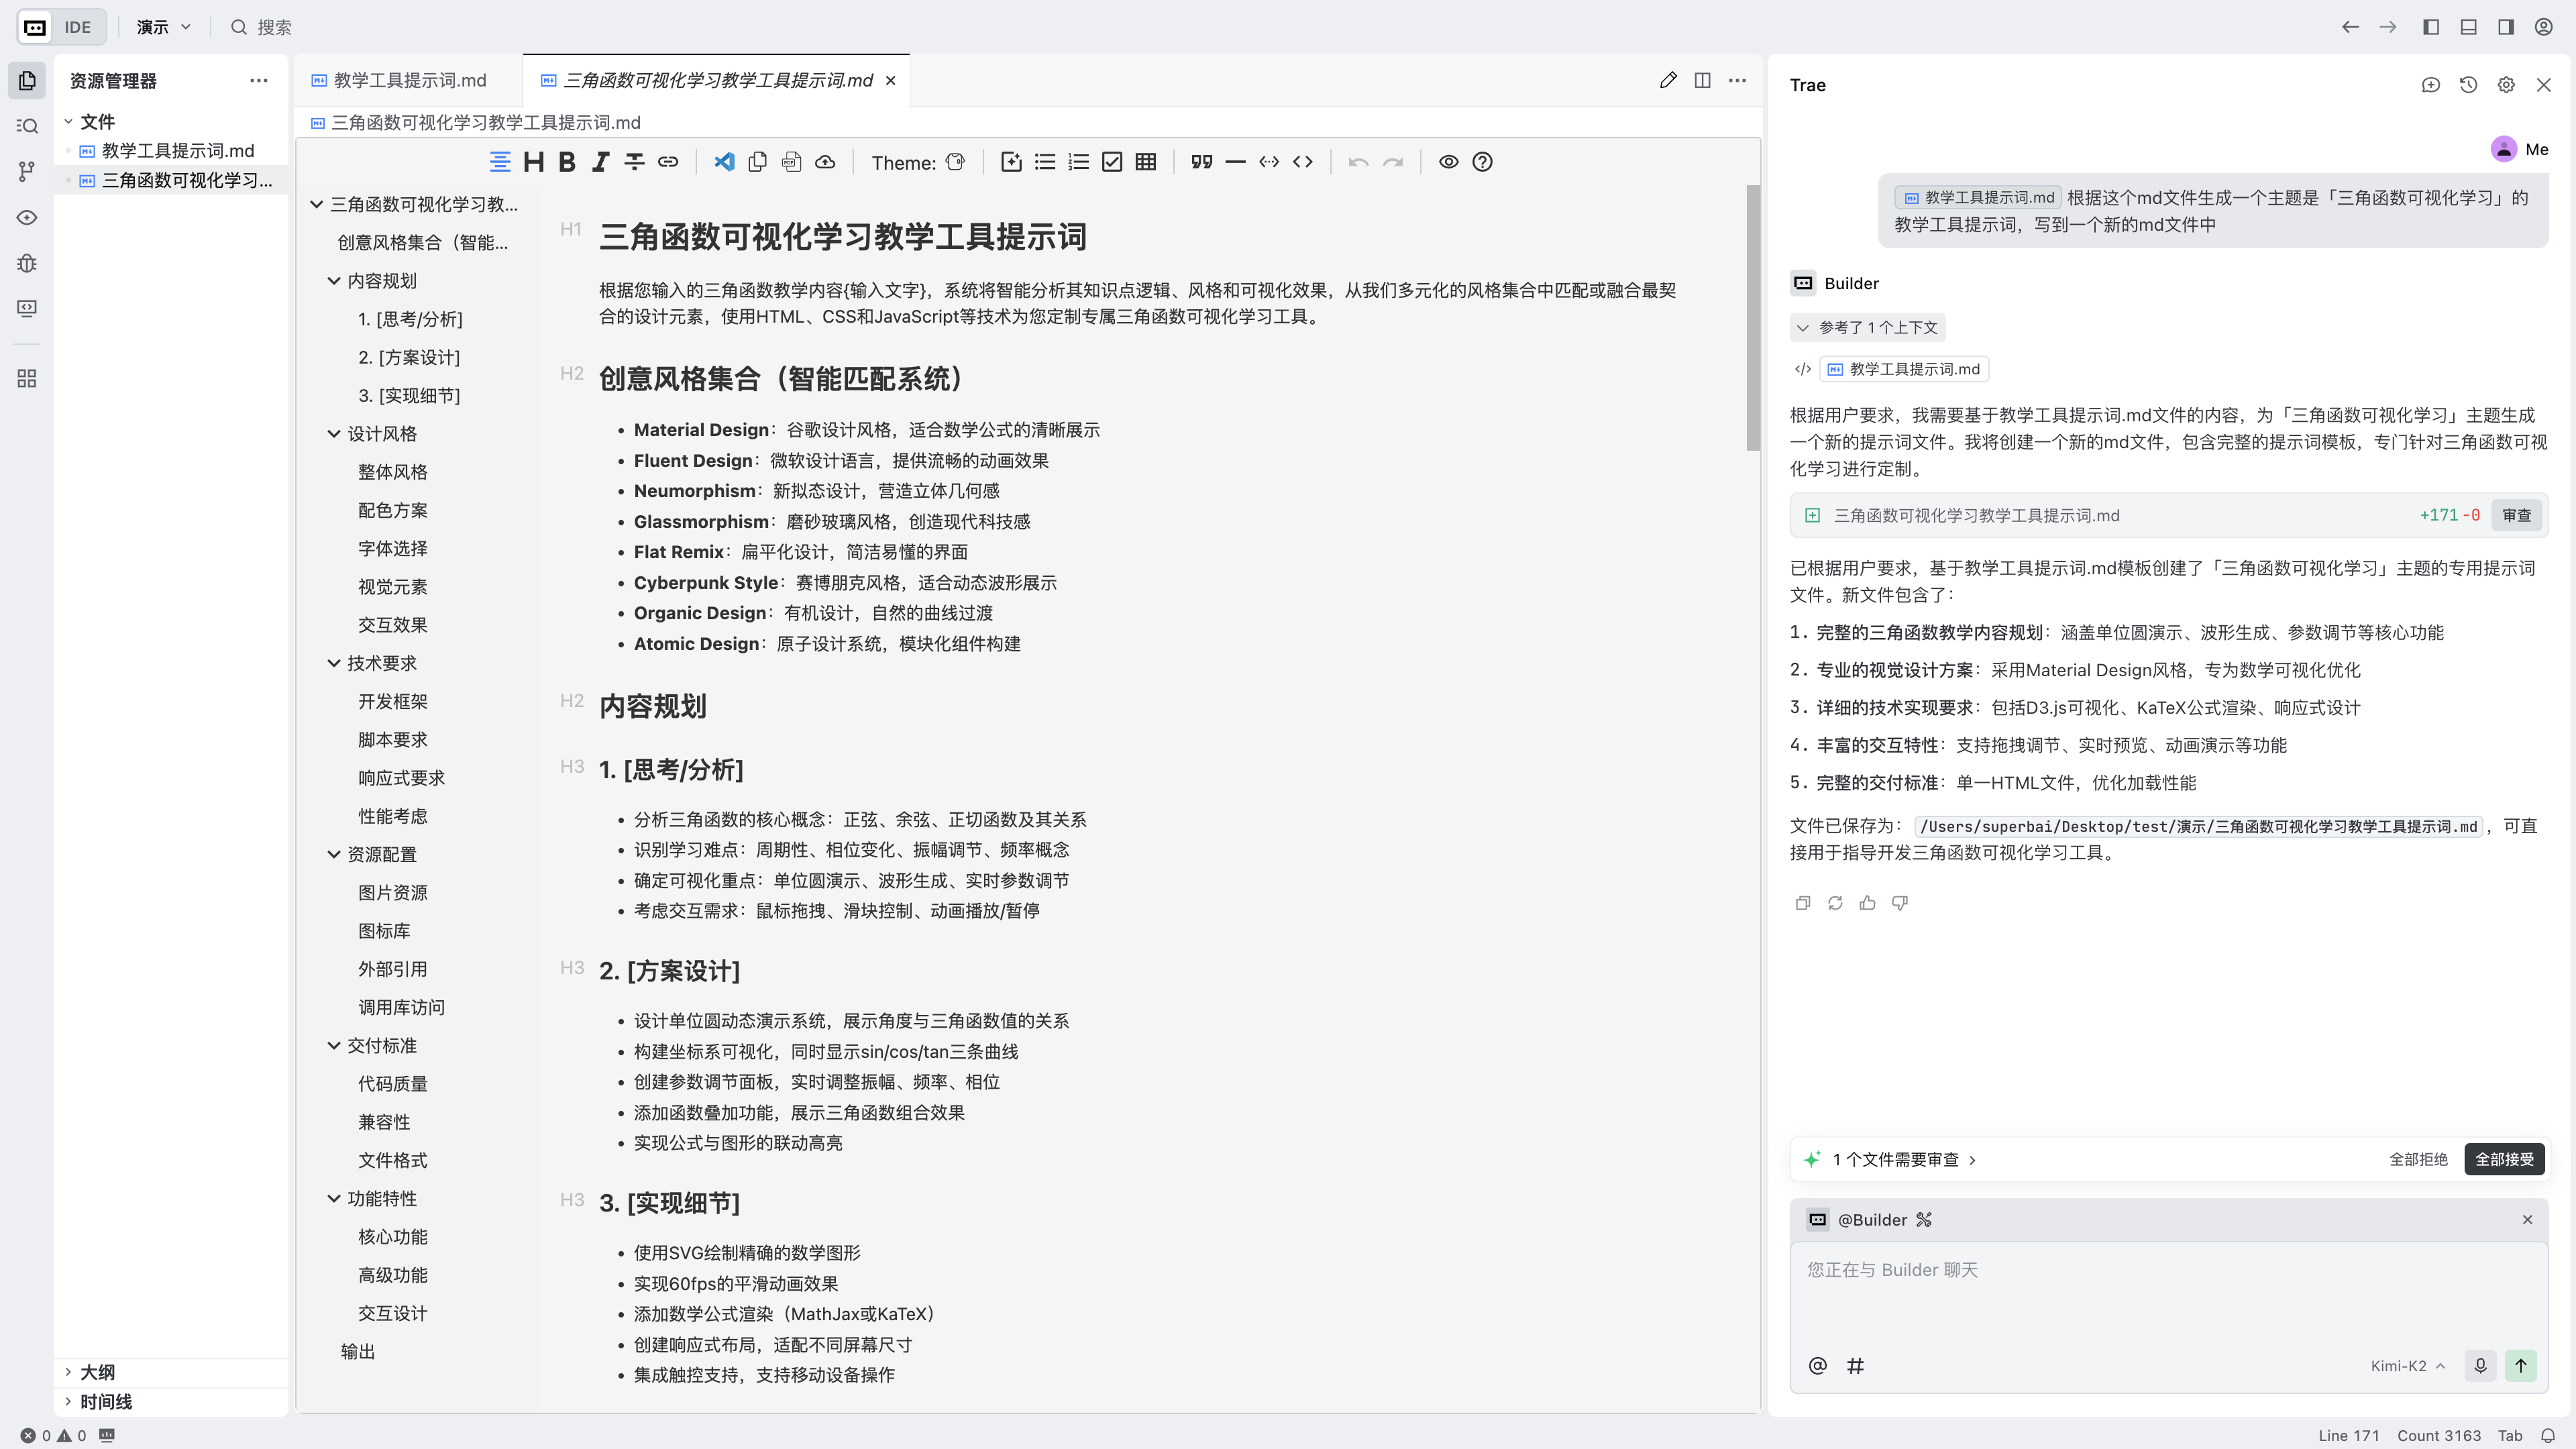 IDE
演示
搜索
资源管理器
文件
教学工具提示词.md
三角函数可视化学习...
大纲
时间线
教学工具提示词.md
三角函数可视化学习教学工具提示词.md
三角函数可视化学习教学工具提示词.md
Theme:
三角函数可视化学习教...
创意风格集合（智能...
内容规划
1. [思考/分析]
2. [方案设计]
3. [实现细节]
设计风格
整体风格
配色方案
字体选择
视觉元素
交互效果
技术要求
开发框架
脚本要求
响应式要求
性能考虑
资源配置
图片资源
图标库
外部引用
调用库访问
交付标准
代码质量
兼容性
文件格式
功能特性
核心功能
高级功能
交互设计
输出
H1 三角函数可视化学习教学工具提示词
根据您输入的三角函数教学内容{输入文字}，系统将智能分析其知识点逻辑、风格和可视化效果，从我们多元化的风格集合中匹配或融合最契
合的设计元素，使用HTML、CSS和JavaScript等技术为您定制专属三角函数可视化学习工具。
H2 创意风格集合（智能匹配系统）
• Material Design：谷歌设计风格，适合数学公式的清晰展示
• Fluent Design：微软设计语言，提供流畅的动画效果
• Neumorphism：新拟态设计，营造立体几何感
• Glassmorphism：磨砂玻璃风格，创造现代科技感
• Flat Remix：扁平化设计，简洁易懂的界面
• Cyberpunk Style：赛博朋克风格，适合动态波形展示
• Organic Design：有机设计，自然的曲线过渡
• Atomic Design：原子设计系统，模块化组件构建
H2 内容规划
H3 1. [思考/分析]
• 分析三角函数的核心概念：正弦、余弦、正切函数及其关系
• 识别学习难点：周期性、相位变化、振幅调节、频率概念
• 确定可视化重点：单位圆演示、波形生成、实时参数调节
• 考虑交互需求：鼠标拖拽、滑块控制、动画播放/暂停
H3 2. [方案设计]
• 设计单位圆动态演示系统，展示角度与三角函数值的关系
• 构建坐标系可视化，同时显示sin/cos/tan三条曲线
• 创建参数调节面板，实时调整振幅、频率、相位
• 添加函数叠加功能，展示三角函数组合效果
• 实现公式与图形的联动高亮
H3 3. [实现细节]
• 使用SVG绘制精确的数学图形
• 实现60fps的平滑动画效果
• 添加数学公式渲染（MathJax或KaTeX）
• 创建响应式布局，适配不同屏幕尺寸
• 集成触控支持，支持移动设备操作
Trae
Me
教学工具提示词.md 根据这个md文件生成一个主题是「三角函数可视化学习」的
教学工具提示词，写到一个新的md文件中
Builder
参考了 1 个上下文
教学工具提示词.md
根据用户要求，我需要基于教学工具提示词.md文件的内容，为「三角函数可视化学习」主题生成
一个新的提示词文件。我将创建一个新的md文件，包含完整的提示词模板，专门针对三角函数可视
化学习进行定制。
三角函数可视化学习教学工具提示词.md +171 -0 审查
已根据用户要求，基于教学工具提示词.md模板创建了「三角函数可视化学习」主题的专用提示词
文件。新文件包含了：
1. 完整的三角函数教学内容规划：涵盖单位圆演示、波形生成、参数调节等核心功能
2. 专业的视觉设计方案：采用Material Design风格，专为数学可视化优化
3. 详细的技术实现要求：包括D3.js可视化、KaTeX公式渲染、响应式设计
4. 丰富的交互特性：支持拖拽调节、实时预览、动画演示等功能
5. 完整的交付标准：单一HTML文件，优化加载性能
文件已保存为：/Users/superbai/Desktop/test/演示/三角函数可视化学习教学工具提示词.md，可直
接用于指导开发三角函数可视化学习工具。
1 个文件需要审查
全部拒绝 全部接受
@Builder
您正在与 Builder 聊天
Kimi-K2
0 0
Line 171 Count 3163 Tab